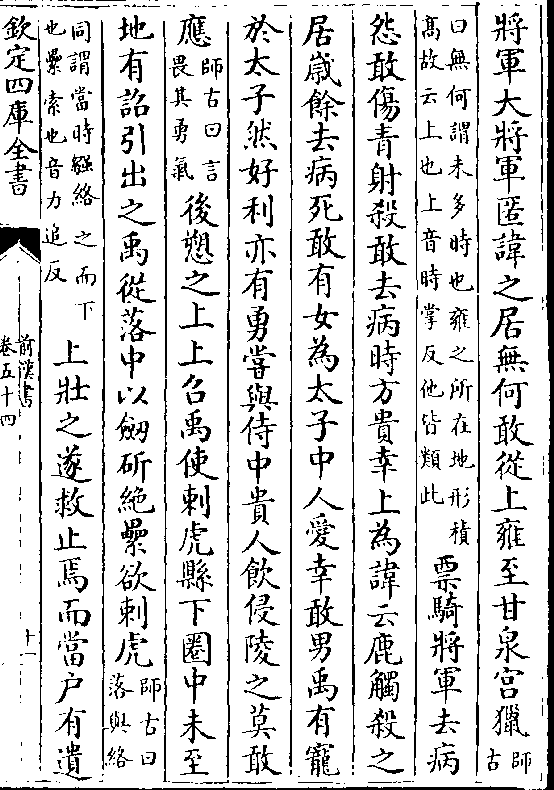 將軍大將軍匿諱之居無何敢從上雍至甘泉宮獵師古
曰無何謂未多時也雍之所在地形積高故云上也上音時掌反他皆類此票騎將軍去病
怨敢傷青射殺敢去病時方貴幸上為諱云鹿觸殺之
居歲餘去病死敢有女為太子中人愛幸敢男禹有寵
於太子然好利亦有勇嘗與侍中貴人飲侵陵之莫敢
應師古曰言畏其勇氣後愬之上上召禹使刺虎縣下圈中未至
地有詔引出之禹從落中以劔斫絶纍欲刺虎師古曰落與絡
同謂當時繦絡之而下也纍索也音力追反上壯之遂救止焉而當户有遺
欽定四庫全書
前漢書
卷五十四
十一